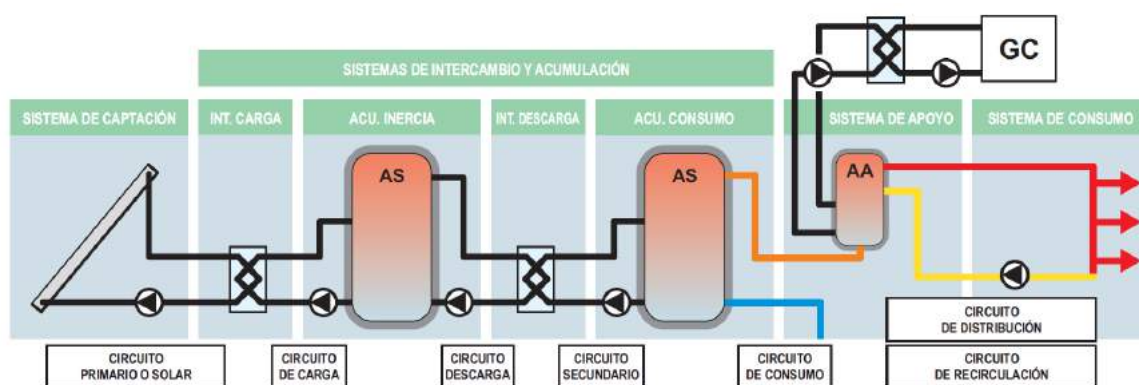 GC
SISTEMAS DE INTERCAMBIO Y ACUMULACIÓN
SISTEMA DE CAPTACIÓN
INT. CARGA
ACU. INERCIA
INT. DESCARGA
ACU. CONSUMO
SISTEMA DE APOYO
SISTEMA DE CONSUMO
AS
AS
AA
CIRCUITO
DE DISTRIBUCIÓN
CIRCUITO
PRIMARIO O SOLAR
CIRCUITO
DE CARGA
CIRCUITO
DESCARGA
CIRCUITO
SECUNDARIO
CIRCUITO
DE CONSUMO
CIRCUITO
DE RECIRCULACIÓN